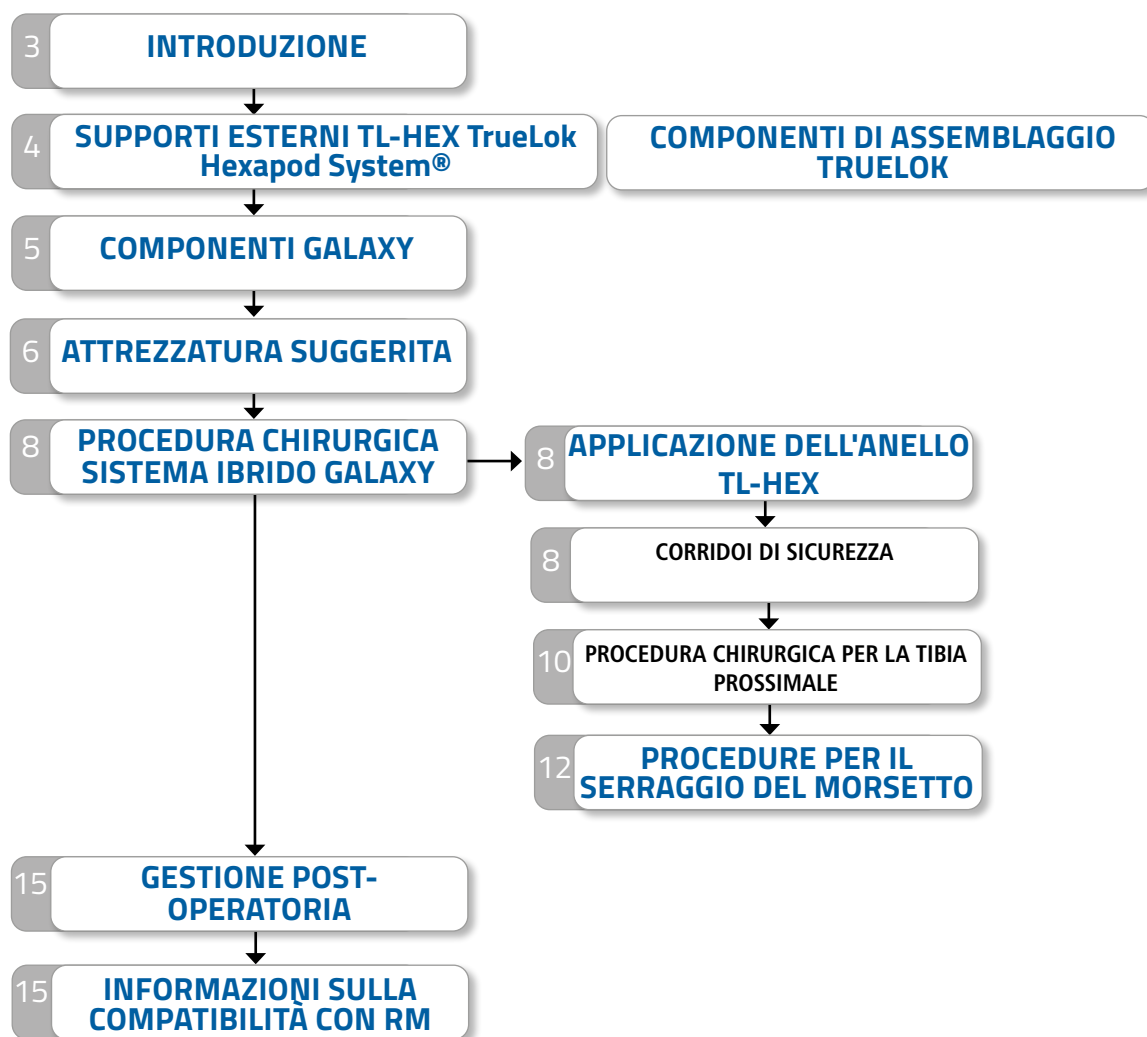 3
INTRODUZIONE
4
SUPPORTI ESTERNI TL-HEX TrueLok
Hexapod System®
COMPONENTI DI ASSEMBLAGGIO
TRUELOK
5
COMPONENTI GALAXY
6
ATTREZZATURA SUGGERITA
8
PROCEDURA CHIRURGICA
SISTEMA IBRIDO GALAXY
8
APPLICAZIONE DELL'ANELLO
TL-HEX
8
CORRIDOI DI SICUREZZA
10
PROCEDURA CHIRURGICA PER LA TIBIA
PROSSIMALE
12
PROCEDURE PER IL
SERRAGGIO DEL MORSETTO
15
GESTIONE POST-
OPERATORIA
15
INFORMAZIONI SULLA
COMPATIBILITÀ CON RM